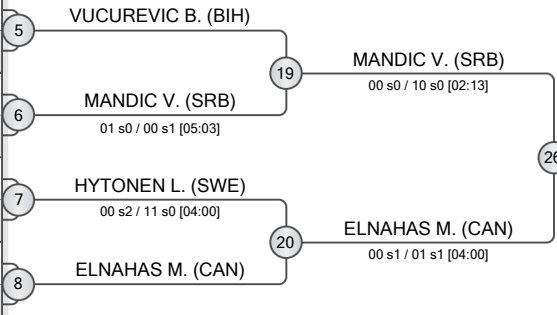 VUCUREVIC B. (BIH)
5
19
MANDIC V. (SRB)
00 s0 / 10 s0 [02:13]
MANDIC V. (SRB)
6
01 s0 / 00 s1 [05:03]
26
HYTONEN L. (SWE)
7
00 s2 / 11 s0 [04:00]
20
ELNAHAS M. (CAN)
00 s1 / 01 s1 [04:00]
ELNAHAS M. (CAN)
8